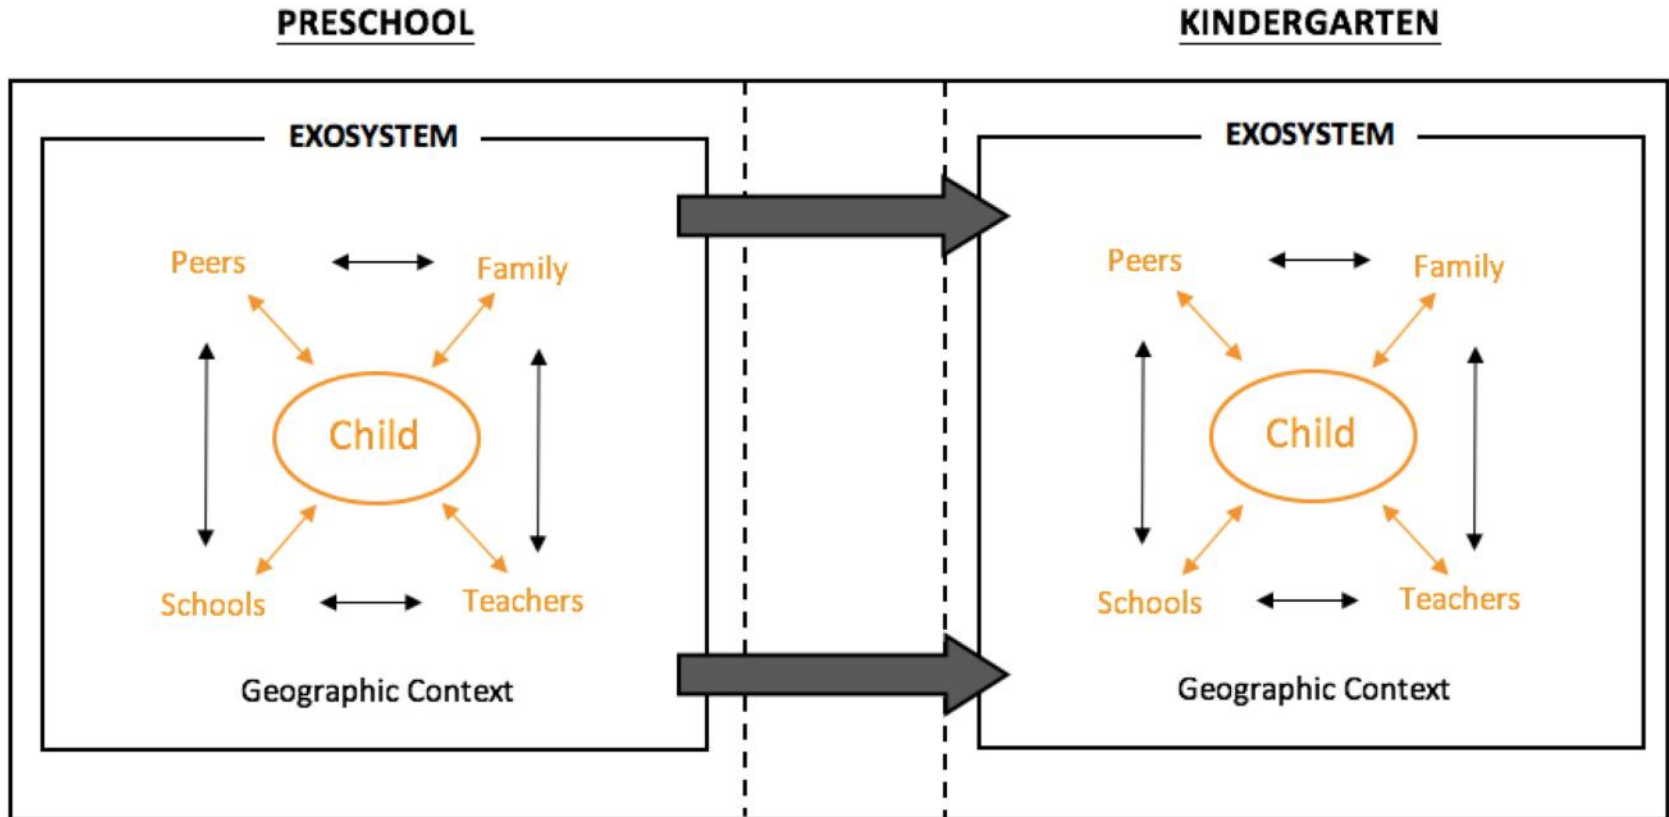 PRESCHOOL
KINDERGARTEN
EXOSYSTEM
Peers
Family
Child
Schools
Teachers
Geographic Context
EXOSYSTEM
Peers
Family
Child
Schools
Teachers
Geographic Context